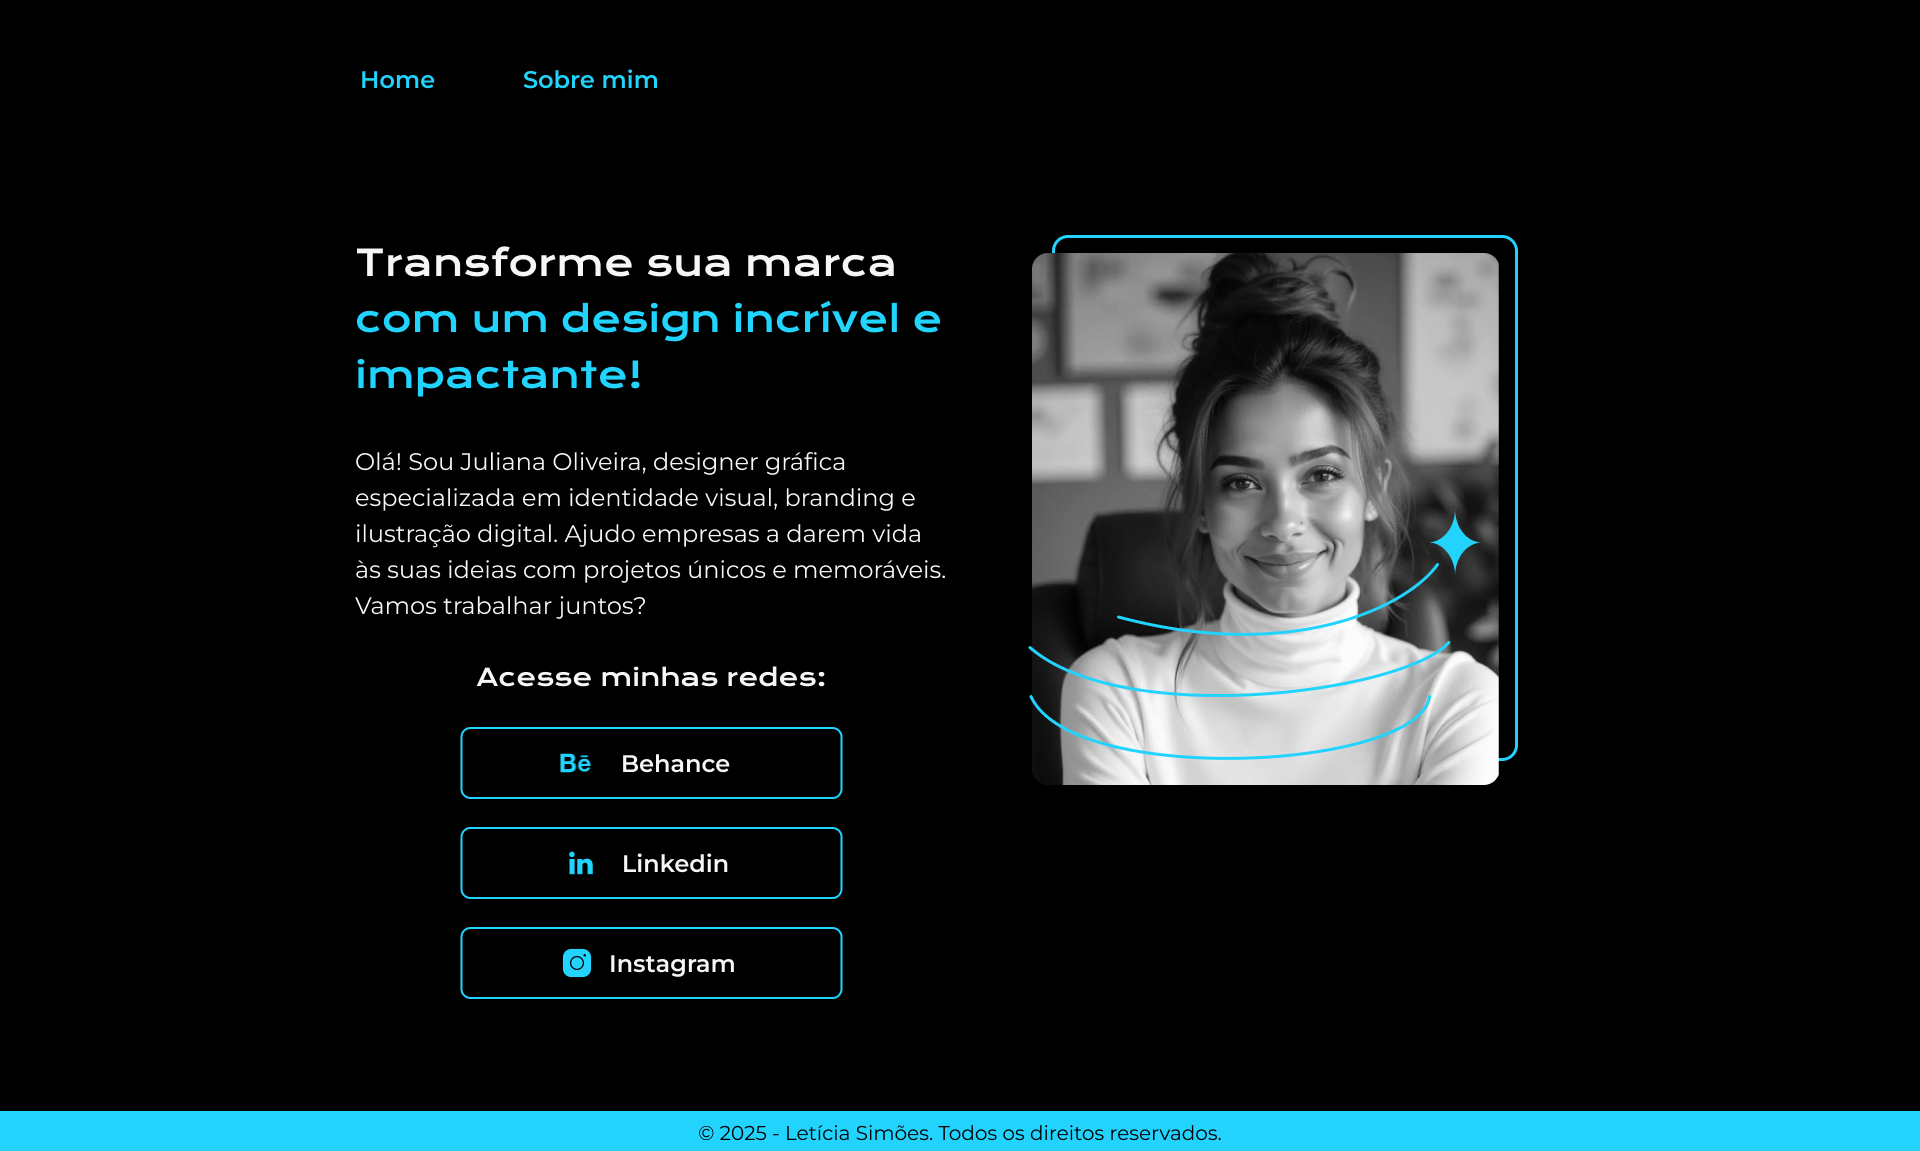 Home
Sobre mim
Transforme sua marca
com um design incrível e
impactante!
Olá! Sou Juliana Oliveira, designer gráfica
especializada em identidade visual, branding e
ilustração digital. Ajudo empresas a darem vida
às suas ideias com projetos únicos e memoráveis.
Vamos trabalhar juntos?
Acesse minhas redes:
Bē Behance
in Linkedin
Instagram
© 2025 - Letícia Simões. Todos os direitos reservados.